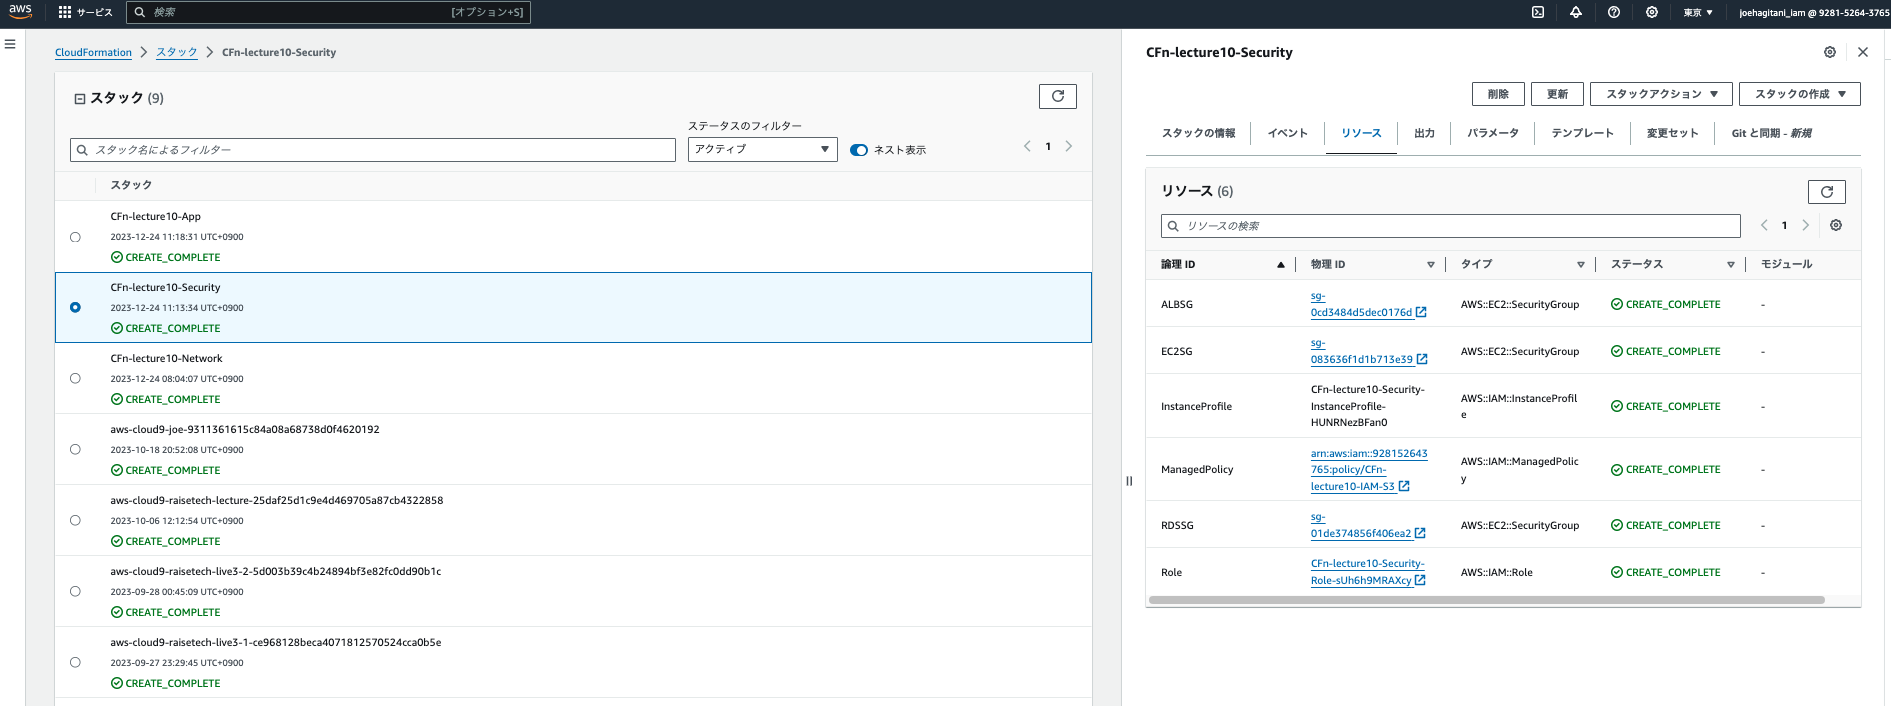 aws
サービス
検索
[オプション+S]
東京 ▼
joehagitani_iam @ 9281-5264-3765
CloudFormation > スタック > CFn-lecture10-Security
スタック (9)
スタック名によるフィルター
ステータスのフィルター
アクティブ ▼
ネスト表示
< 1 >
スタック
CFn-lecture10-App
2023-12-24 11:18:31 UTC+0900
CREATE_COMPLETE
CFn-lecture10-Security
2023-12-24 11:13:34 UTC+0900
CREATE_COMPLETE
CFn-lecture10-Network
2023-12-24 08:04:07 UTC+0900
CREATE_COMPLETE
aws-cloud9-joe-9311361615c84a08a68738d0f4620192
2023-10-18 20:52:08 UTC+0900
CREATE_COMPLETE
aws-cloud9-raisetech-lecture-25daf25d1c9e4d469705a87cb4322858
2023-10-06 12:12:54 UTC+0900
CREATE_COMPLETE
aws-cloud9-raisetech-live3-2-5d003b39c4b24894bf3e82fc0dd90b1c
2023-09-28 00:45:09 UTC+0900
CREATE_COMPLETE
aws-cloud9-raisetech-live3-1-ce968128beca4071812570524cca0b5e
2023-09-27 23:29:45 UTC+0900
CREATE_COMPLETE
CFn-lecture10-Security
削除 更新 スタックアクション ▼ スタックの作成 ▼
スタックの情報 イベント リソース 出力 パラメータ テンプレート 変更セット Git と同期 - 新規
リソース (6)
リソースの検索
< 1 >
論理 ID ▲ 物理 ID ▽ タイプ ▽ ステータス ▽ モジュール
ALBSG
sg-
0cd3484d5dec0176d
AWS::EC2::SecurityGroup
CREATE_COMPLETE
-
EC2SG
sg-
083636f1d1b713e39
AWS::EC2::SecurityGroup
CREATE_COMPLETE
-
InstanceProfile
CFn-lecture10-Security-
InstanceProfile-
HUNRNezBFan0
AWS::IAM::InstanceProfil
e
CREATE_COMPLETE
-
ManagedPolicy
arn:aws:iam::928152643
765:policy/CFn-
lecture10-IAM-S3
AWS::IAM::ManagedPolic
y
CREATE_COMPLETE
-
RDSSG
sg-
01de374856f406ea2
AWS::EC2::SecurityGroup
CREATE_COMPLETE
-
Role
CFn-lecture10-Security-
Role-sUh6h9MRAXcy
AWS::IAM::Role
CREATE_COMPLETE
-